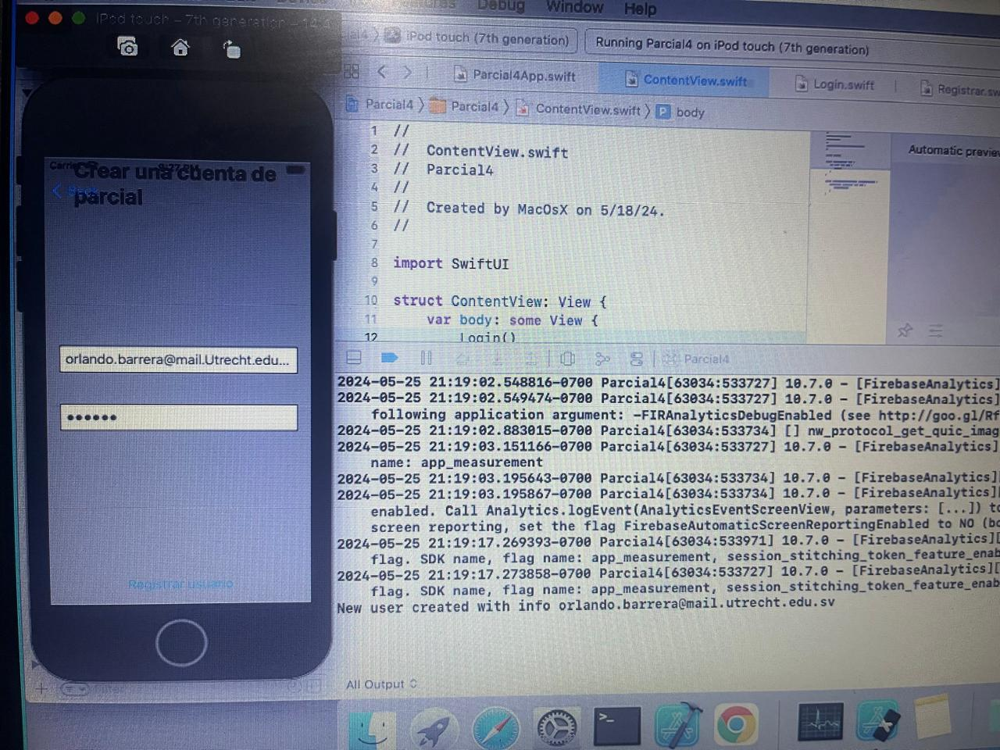 Debug Window Help
iPod touch – 7th generation – 14.4
iPod touch (7th generation)
Running Parcial4 on iPod touch (7th generation)
Parcial4App.swift
ContentView.swift
Login.swift
Registrar.sw
Parcial4 > Parcial4 > ContentView.swift > P body
Automatic preview
1 //
2 // ContentView.swift
3 // Parcial4
4 //
5 // Created by MacOsX on 5/18/24.
6 //
7
8 import SwiftUI
9
10 struct ContentView: View {
11 var body: some View {
12 Login()
Crear una cuenta de
parcial
Back
orlando.barrera@mail.Utrecht.edu...
••••••
Registrar usuario
Parcial4
2024-05-25 21:19:02.548816-0700 Parcial4[63034:533727] 10.7.0 - [FirebaseAnalytics]
2024-05-25 21:19:02.549474-0700 Parcial4[63034:533727] 10.7.0 - [FirebaseAnalytics]
following application argument: -FIRAnalyticsDebugEnabled (see http://goo.gl/Rf
2024-05-25 21:19:02.883015-0700 Parcial4[63034:533734] [] nw_protocol_get_quic_imag
2024-05-25 21:19:03.151166-0700 Parcial4[63034:533727] 10.7.0 - [FirebaseAnalytics]
name: app_measurement
2024-05-25 21:19:03.195643-0700 Parcial4[63034:533734] 10.7.0 - [FirebaseAnalytics][
2024-05-25 21:19:03.195867-0700 Parcial4[63034:533734] 10.7.0 - [FirebaseAnalytics][
enabled. Call Analytics.logEvent(AnalyticsEventScreenView, parameters: [...]) to
screen reporting, set the flag FirebaseAutomaticScreenReportingEnabled to NO (bo
2024-05-25 21:19:17.269393-0700 Parcial4[63034:533971] 10.7.0 - [FirebaseAnalytics][
flag. SDK name, flag name: app_measurement, session_stitching_token_feature_enab
2024-05-25 21:19:17.273858-0700 Parcial4[63034:533727] 10.7.0 - [FirebaseAnalytics][
flag. SDK name, flag name: app_measurement, session_stitching_token_feature_enab
New user created with info orlando.barrera@mail.utrecht.edu.sv
All Output